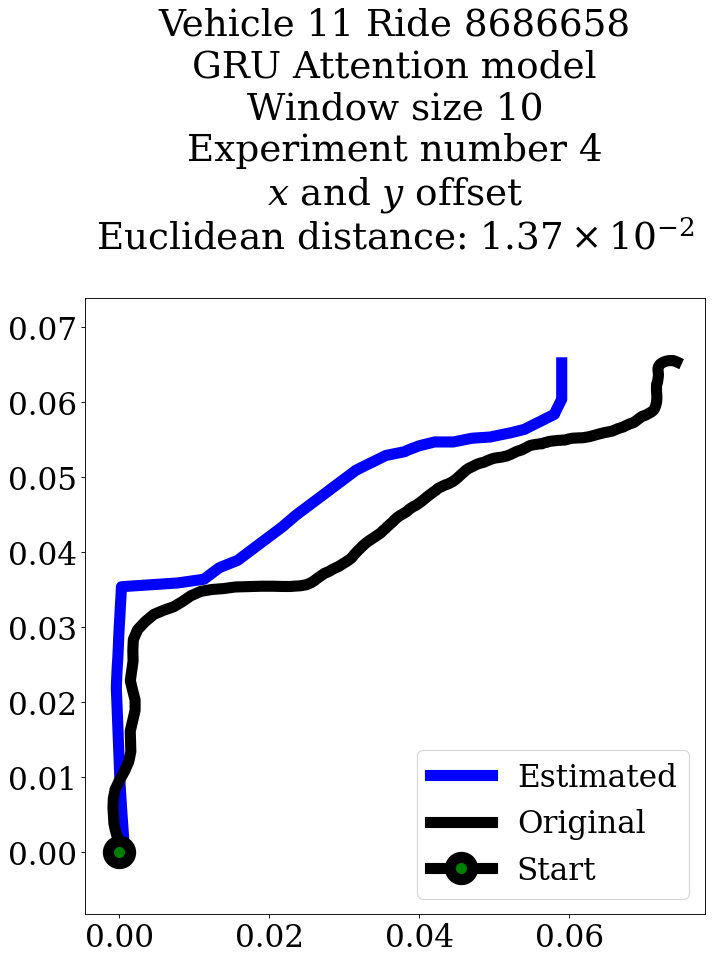 Vehicle 11 Ride 8686658
GRU Attention model
Window size 10
Experiment number 4
x and y offset
Euclidean distance: 1.37 × 10⁻²
0.07
0.06
0.05
0.04
0.03
0.02
0.01
0.00
Estimated
Original
Start
0.00 0.02 0.04 0.06